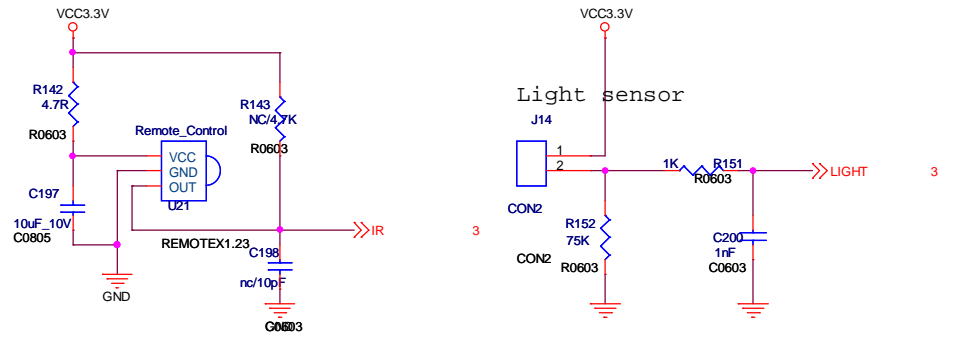 VCC3.3V
R142
4.7R
R0603
R143
NC/4.7K
R0603
Remote_Control
VCC
GND
OUT
U21
REMOTEX1.23
C197
10uF_10V
C0805
GND
IR
3
C198
nc/10pF
VCC3.3V
Light sensor
J14
1
2
CON2
CON2
1K
R151
R0603
LIGHT
3
R152
75K
R0603
C200
1nF
C0603